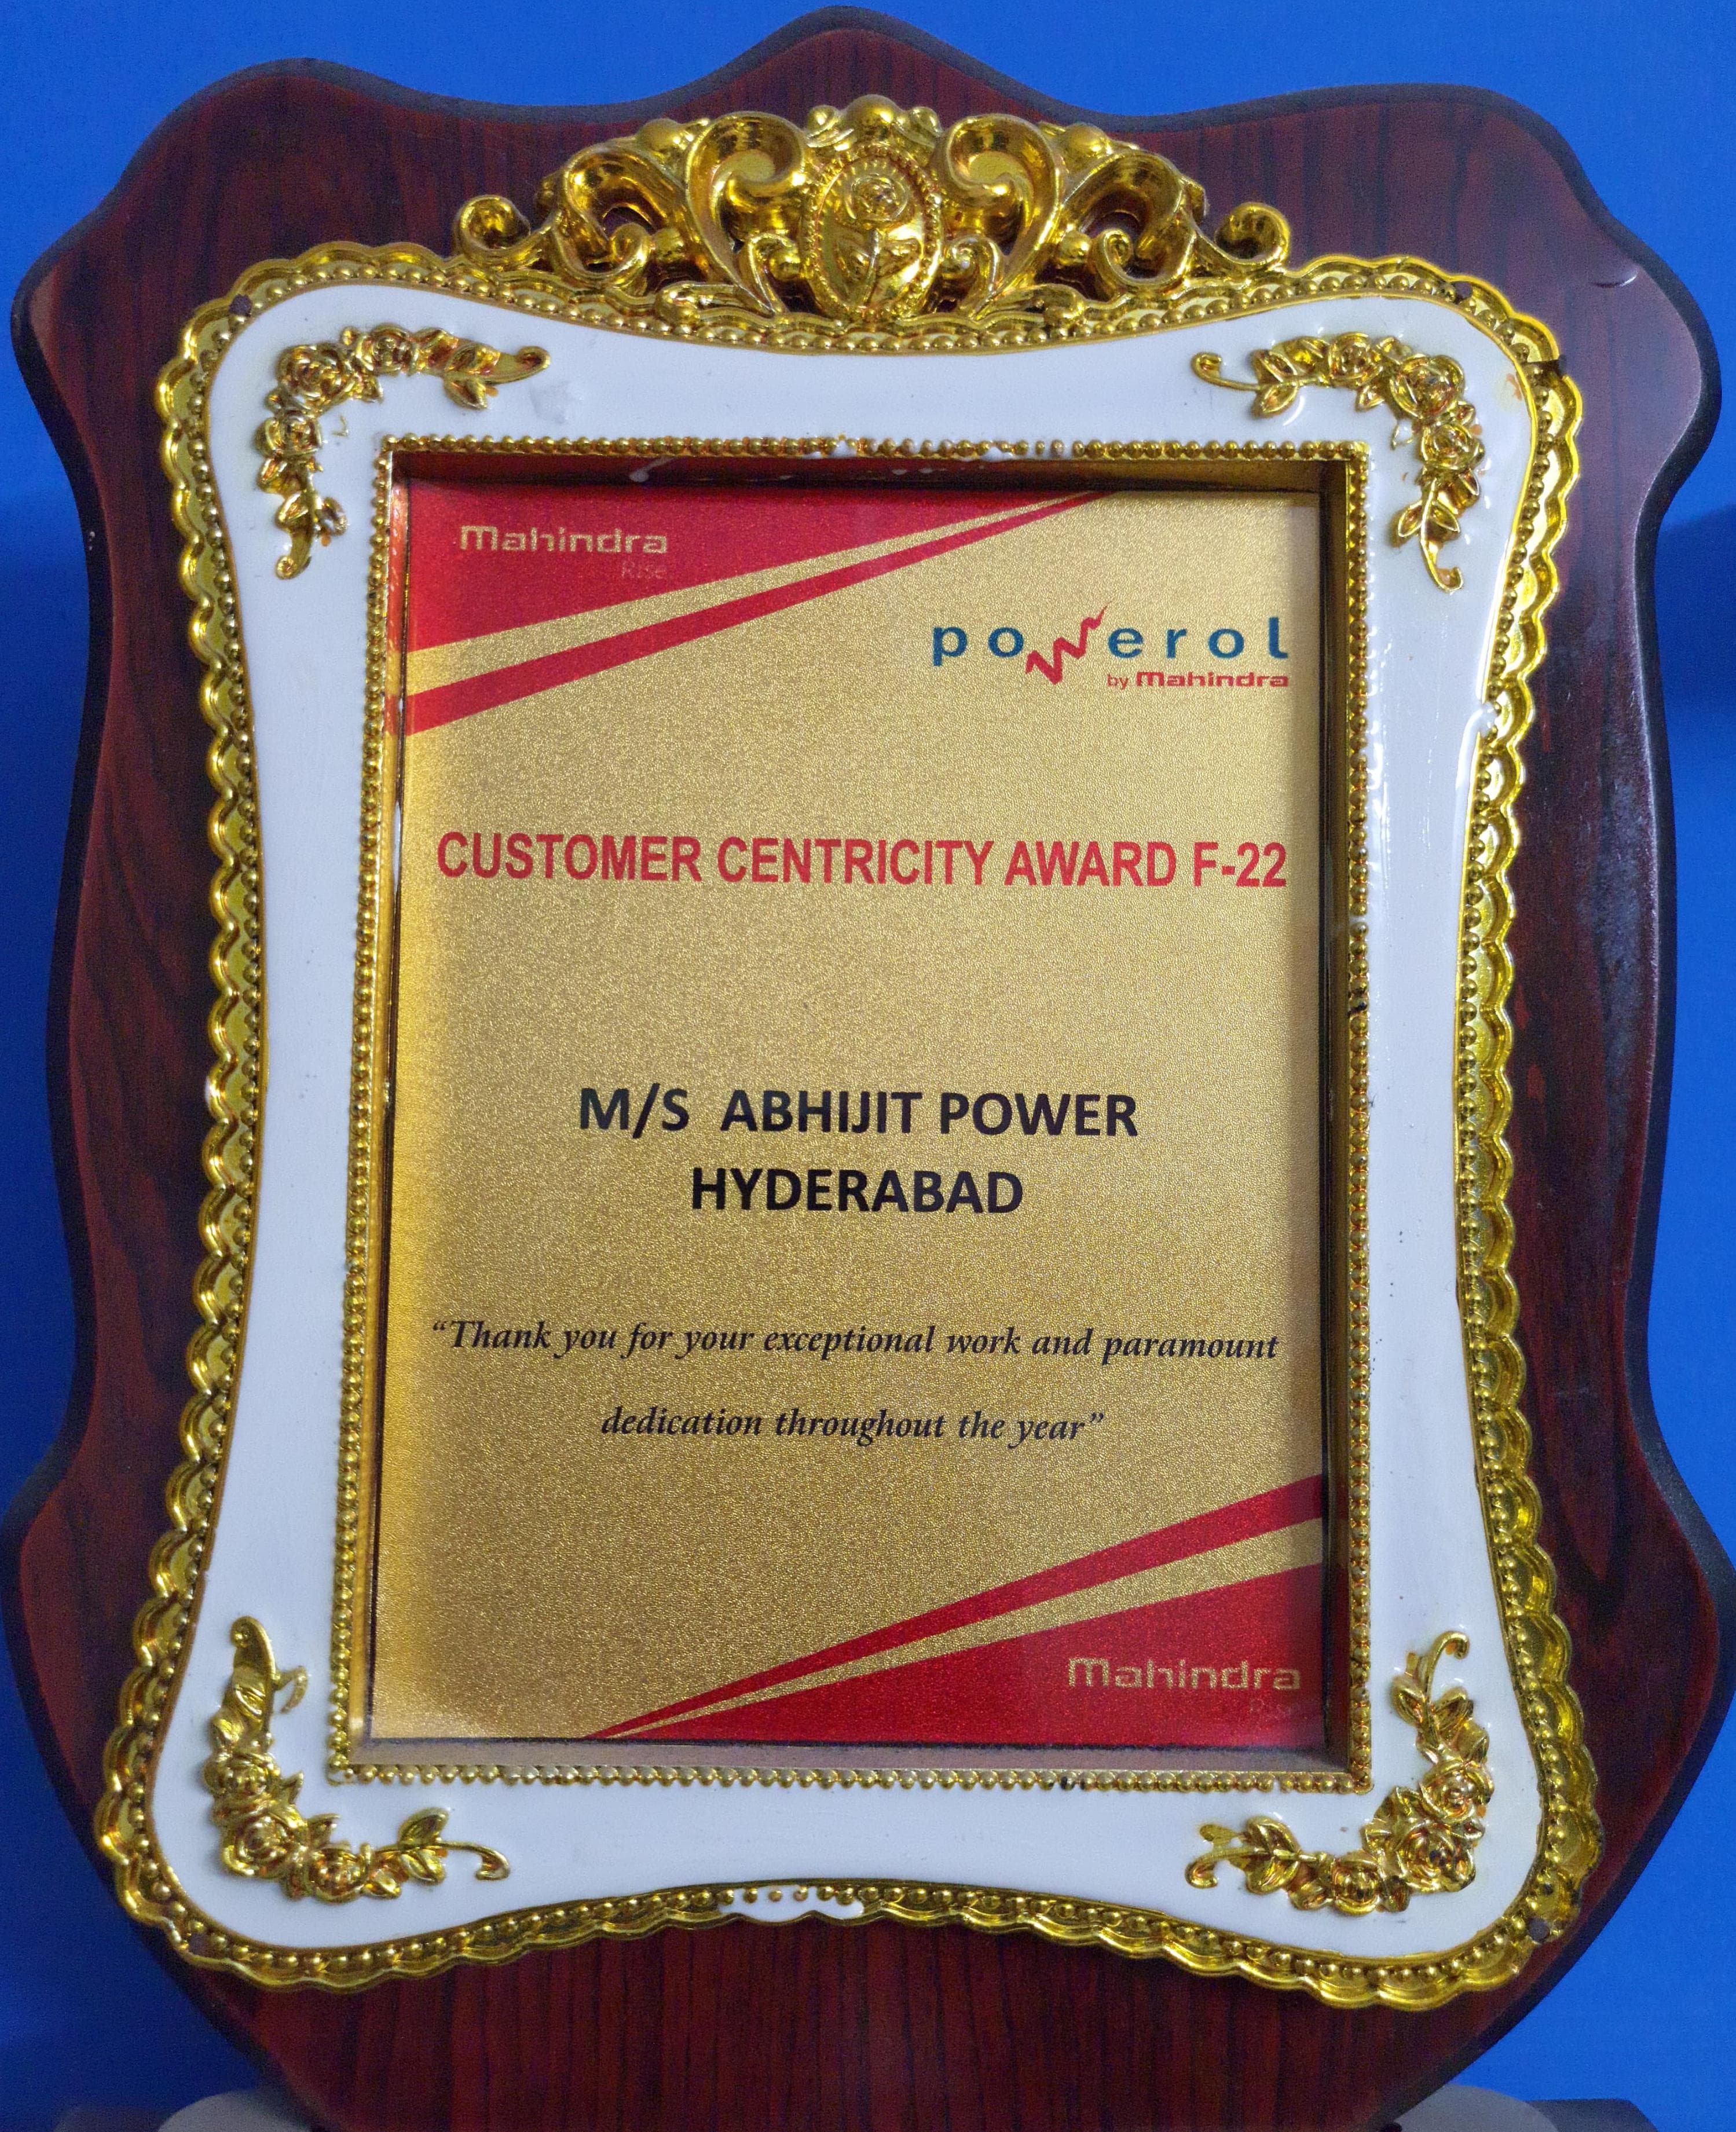 Mahindra
Rise
powerol
by Mahindra
CUSTOMER CENTRICITY AWARD F-22
M/S ABHIJIT POWER
HYDERABAD
“Thank you for your exceptional work and paramount
dedication throughout the year”
Mahindra
Rise